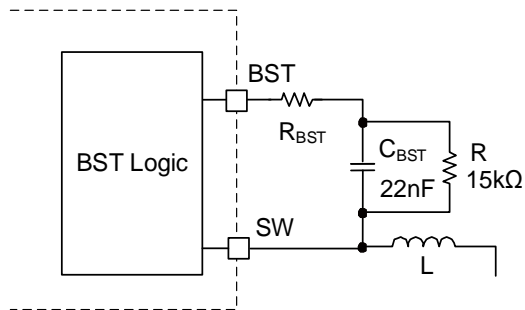 BST
R_BST
BST Logic
C_BST
22nF
R
15kΩ
SW
L